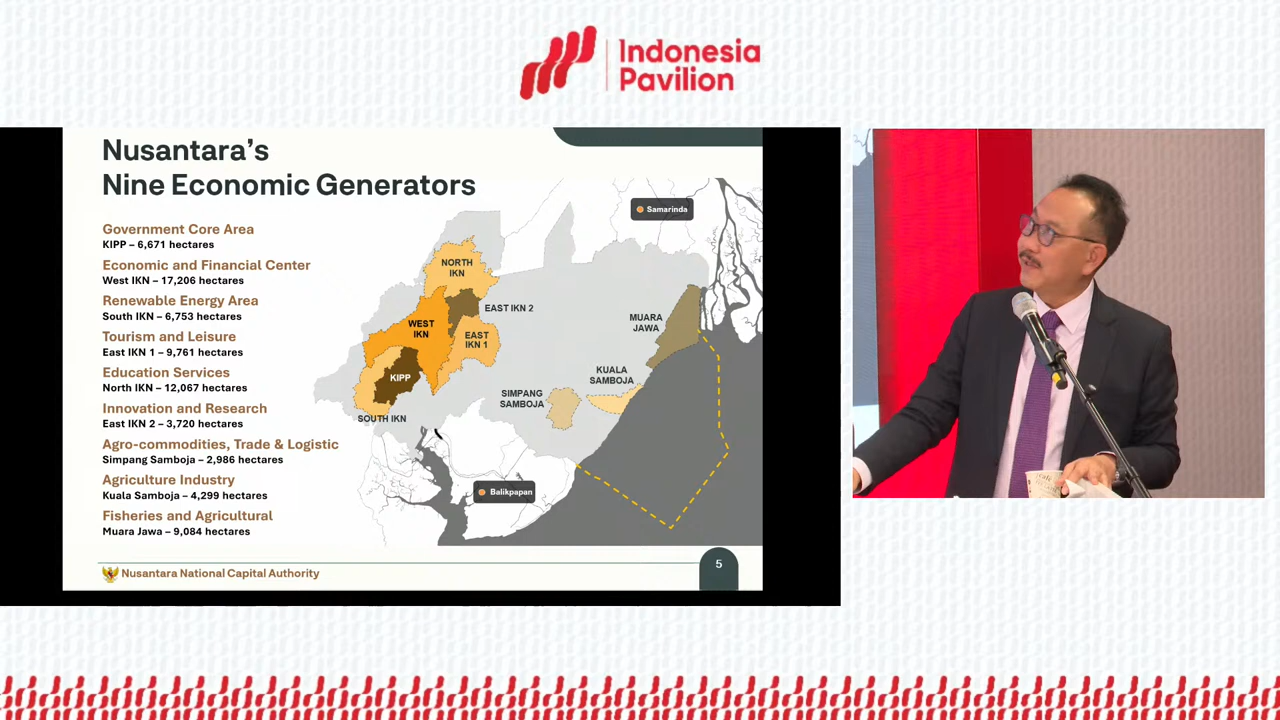 Indonesia
Pavilion
Nusantara's
Nine Economic Generators
Government Core Area
KIPP – 6,671 hectares
Economic and Financial Center
West IKN – 17,206 hectares
Renewable Energy Area
South IKN – 6,753 hectares
Tourism and Leisure
East IKN 1 – 9,761 hectares
Education Services
North IKN – 12,067 hectares
Innovation and Research
East IKN 2 – 3,720 hectares
Agro-commodities, Trade & Logistic
Simpang Samboja – 2,986 hectares
Agriculture Industry
Kuala Samboja – 4,299 hectares
Fisheries and Agricultural
Muara Jawa – 9,084 hectares
Samarinda
NORTH
IKN
EAST IKN 2
WEST
IKN
EAST
IKN 1
KIPP
SOUTH IKN
MUARA
JAWA
KUALA
SAMBOJA
SIMPANG
SAMBOJA
Balikpapan
Nusantara National Capital Authority
5